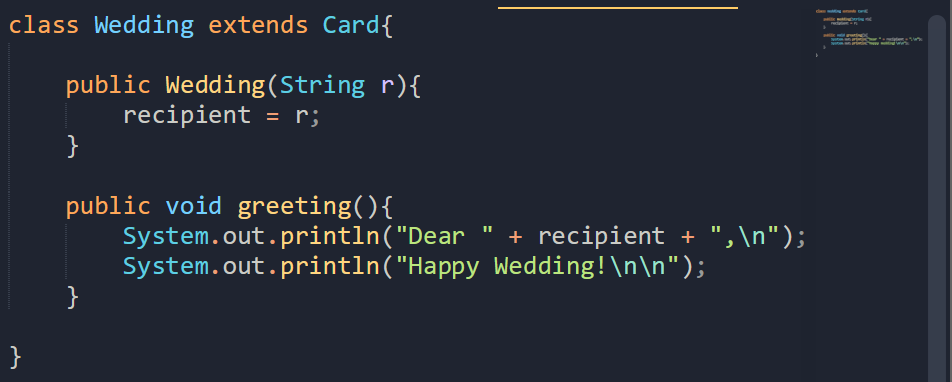 class Wedding extends Card{
public Wedding(String r){
recipient = r;
}
public void greeting(){
System.out.println("Dear " + recipient + ",\n");
System.out.println("Happy Wedding!\n\n");
}
}